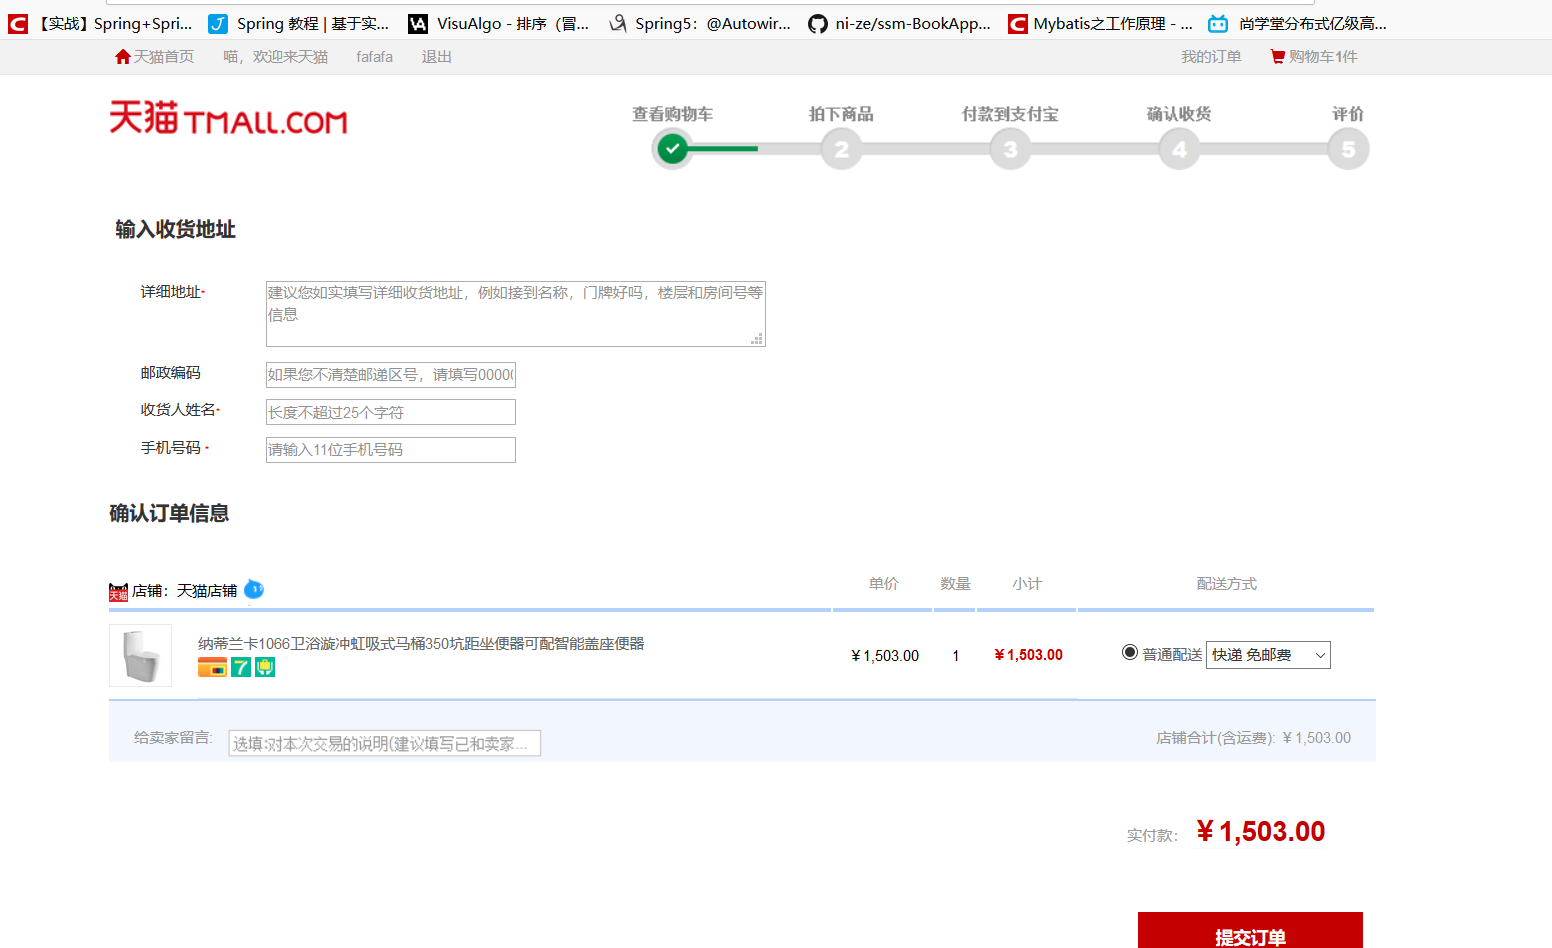 【实战】Spring+Spri... Spring 教程 | 基于实... VisuAlgo - 排序（冒... Spring5：@Autowir... ni-ze/ssm-BookApp... Mybatis之工作原理 - ... 尚学堂分布式亿级高...
天猫首页 喵，欢迎来天猫 fafafa 退出 我的订单 购物车1件
天猫 TMALL.COM
查看购物车 拍下商品 付款到支付宝 确认收货 评价
2 3 4 5
输入收货地址
详细地址*
建议您如实填写详细收货地址，例如接到名称，门牌好吗，楼层和房间号等
信息
邮政编码 如果您不清楚邮递区号，请填写0000
收货人姓名* 长度不超过25个字符
手机号码 * 请输入11位手机号码
确认订单信息
天猫 店铺：天猫店铺 单价 数量 小计 配送方式
纳蒂兰卡1066卫浴漩冲虹吸式马桶350坑距坐便器可配智能盖座便器
7
￥1,503.00 1 ￥1,503.00 普通配送 快递 免邮费
给卖家留言: 选填:对本次交易的说明(建议填写已和卖家... 店铺合计(含运费): ￥1,503.00
实付款： ￥1,503.00
提交订单